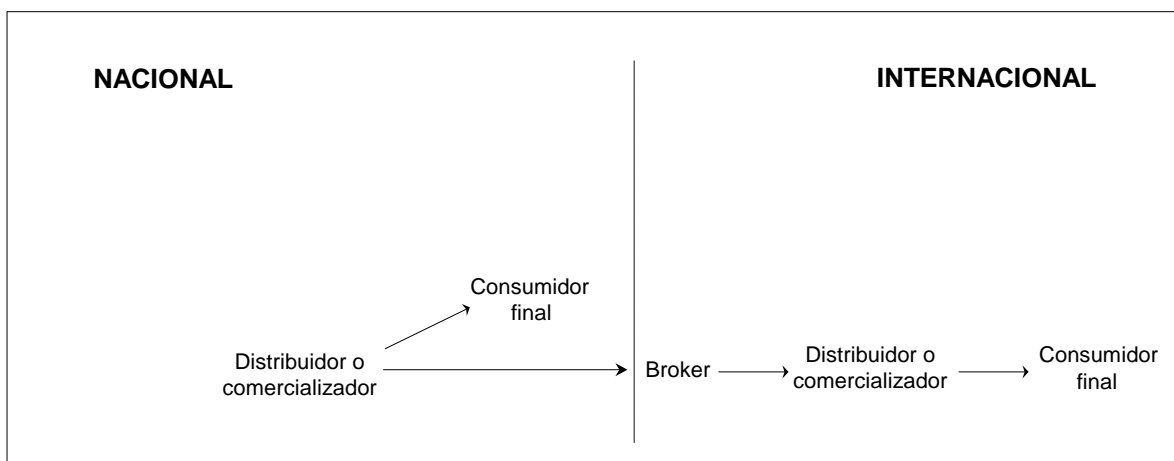 NACIONAL
INTERNACIONAL
Consumidor
final
Distribuidor o
comercializador
Broker
Distribuidor o
comercializador
Consumidor
final